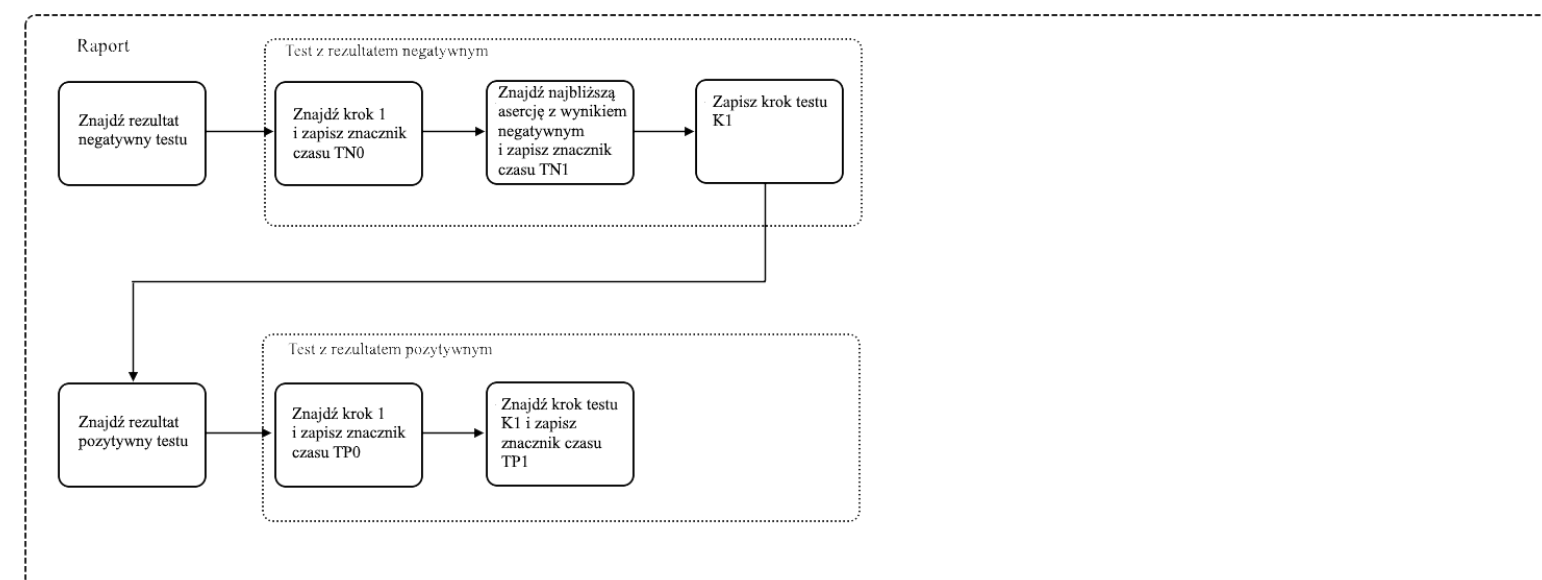 Raport
Test z rezultatem negatywnym
Znajdź rezultat
negatywny testu
Znajdź krok 1
i zapisz znacznik
czasu TN0
Znajdź najbliższą
asercję z wynikiem
negatywnym
i zapisz znacznik
czasu TN1
Zapisz krok testu
K1
Test z rezultatem pozytywnym
Znajdź rezultat
pozytywny testu
Znajdź krok 1
i zapisz znacznik
czasu TP0
Znajdź krok testu
K1 i zapisz
znacznik czasu
TP1